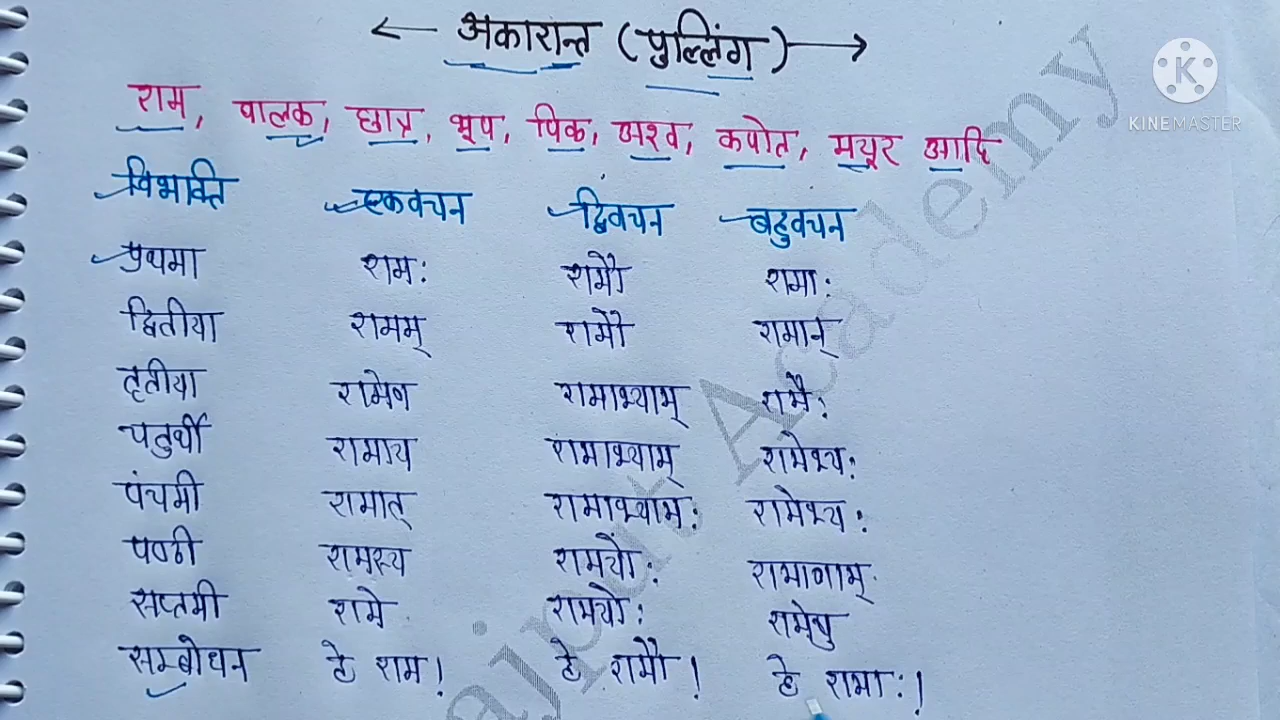 ← अकारान्त (पुल्लिंग) →
KINEMASTER
राम, बालक, छात्र, भूप, पिक, अश्व, कपोत, मयूर आदि
विभक्ति एकवचन द्विवचन बहुवचन
प्रथमा रामः रामौ रामाः
द्वितीया रामम् रामौ रामान्
तृतीया रामेण रामाभ्याम् रामैः
चतुर्थी रामाय रामाभ्याम् रामेभ्यः
पंचमी रामात् रामाभ्यामः रामेभ्यः
षष्ठी रामस्य रामयोः रामाणाम्
सप्तमी रामे रामयोः रामेषु
सम्बोधन हे राम! हे रामौ! हे रामाः!
Academy